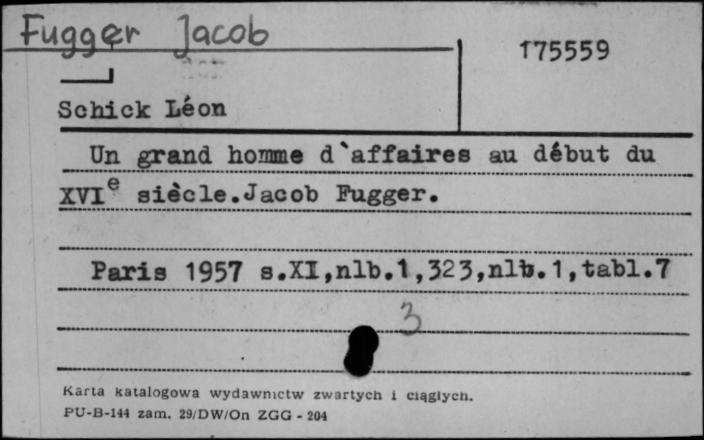 Fugger Jacob
175559
Schick Léon
Un grand homme d`affaires au début du
XVIe siècle.Jacob Fugger.
Paris 1957 s.XI,nlb.1,323,nlb.1,tabl.7
3
Karta katalogowa wydawnictw zwartych i ciągłych.
PU-B-144 zam. 29/DW/On ZGG - 204